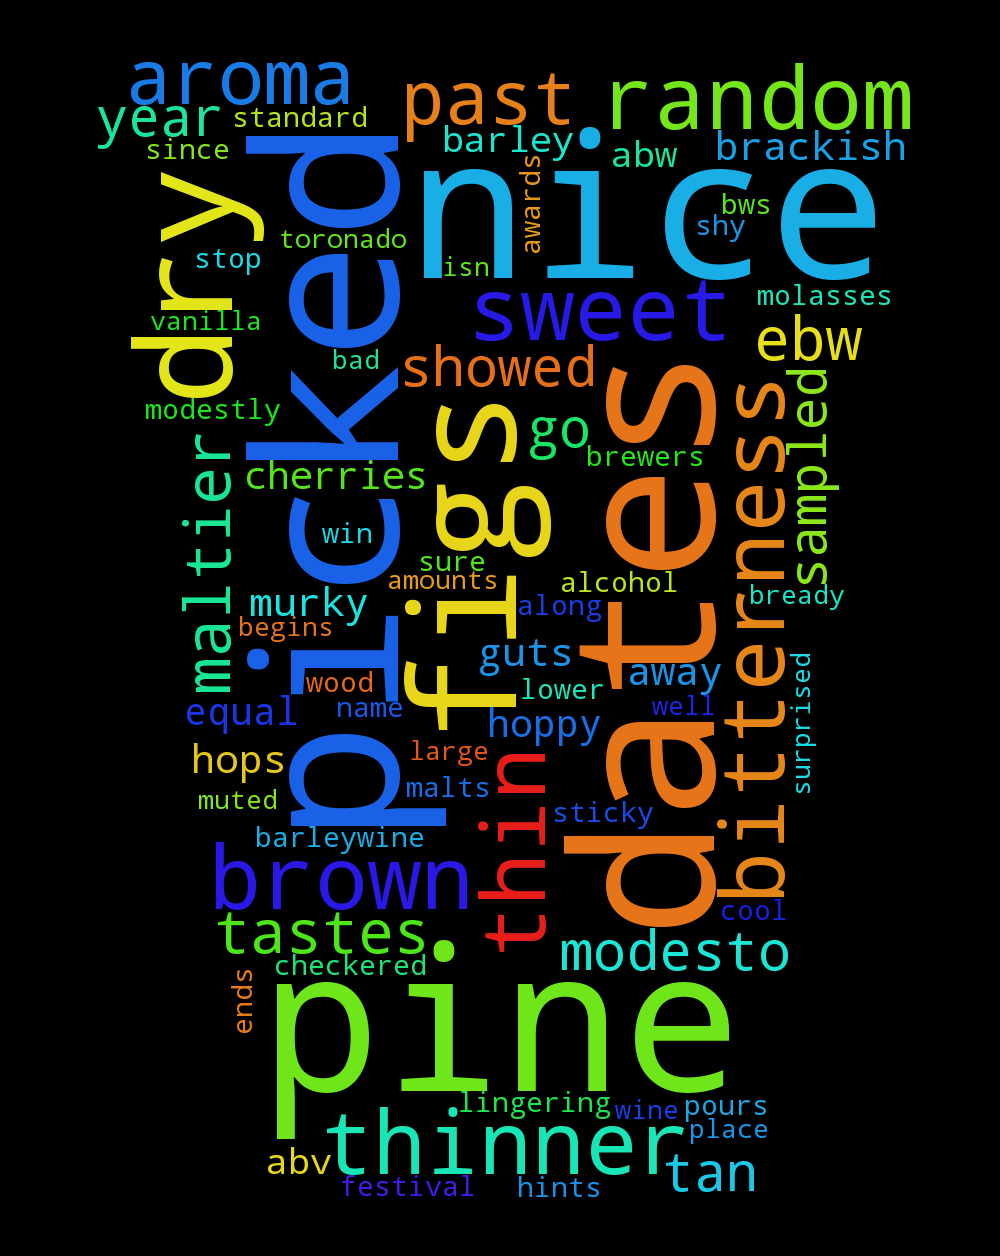 aroma
past
random
year
standard
barley
abw
brackish
since
dry
picked
nice
awards
bws
shy
toronado
stop
isn
sweet
molasses
vanilla
bad
showed
ebw
modestly
figs
go
dates
bitterness
sampled
maltier
cherries
brewers
win
sure
amounts
alcohol
murky
along
bready
begins
guts
away
wood
lower
equal
name
hoppy
well
surprised
hops
large
thin
muted
malts
sticky
barleywine
brown
cool
tastes
modesto
checkered
ends
pine
lingering
wine
pours
thinner
place
abv
tan
festival
hints